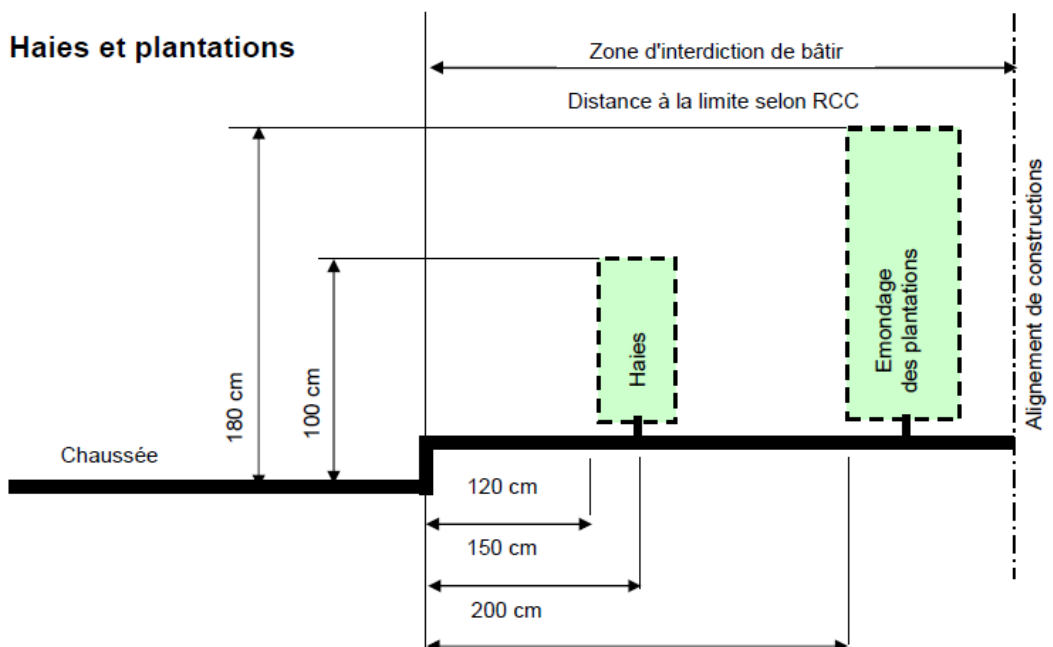 Haies et plantations
Zone d'interdiction de bâtir
Distance à la limite selon RCC
Alignement de constructions
180 cm
100 cm
Haies
Emondage
des plantations
Chaussée
120 cm
150 cm
200 cm